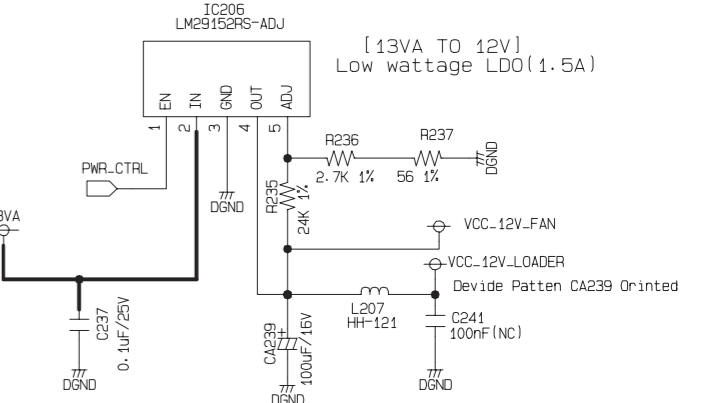 IC206
LM29152RS-ADJ
[13VA TO 12V]
Low wattage LDO(1.5A)
EN
IN
GND
OUT
ADJ
1
2
3
4
5
R236
R237
2.7K 1%
56 1%
DGND
PWR_CTRL
DGND
R235
24K 1%
3VA
VCC_12V_FAN
VCC_12V_LOADER
Devide Patten CA239 Orinted
L207
HH-121
C241
100nF(NC)
C237
0.1uF/25V
CA239
+
100uF/16V
DGND
DGND
DGND